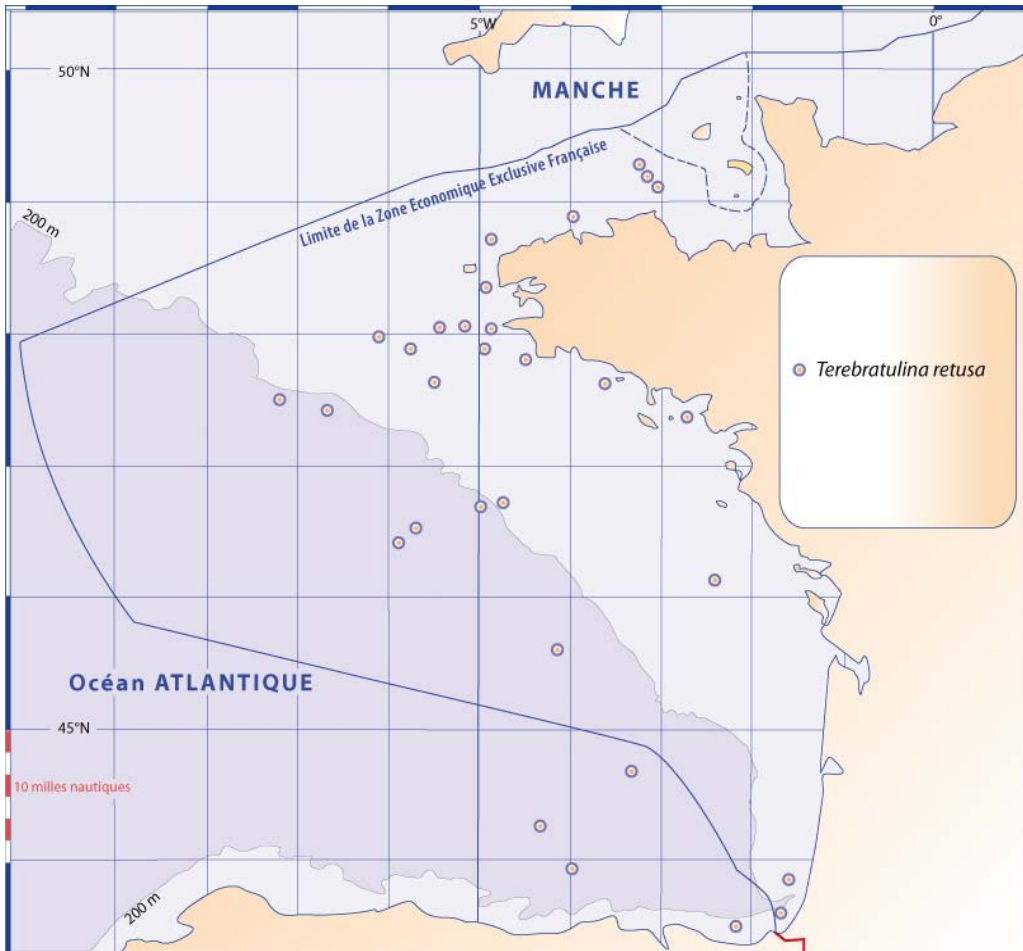 5°W
0°
50°N
MANCHE
Limite de la Zone Economique Exclusive Française
200 m
Terebratulina retusa
Océan ATLANTIQUE
45°N
10 milles nautiques
200 m